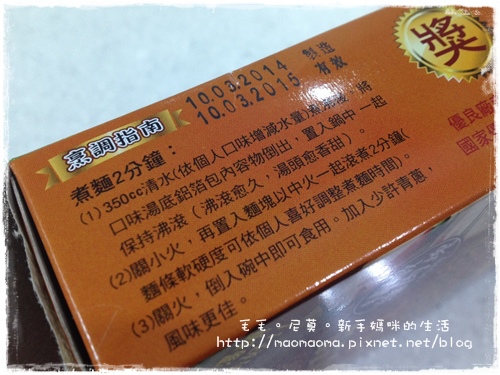 10.03.2014 製造
10.03.2015 有效
獎
優良廠
國家
烹調指南
煮麵2分鐘：
(1)350cc清水(依個人口味增減水量)煮沸後、將
口味湯底鋁箔包內容物倒出，置入鍋中一起
保持沸滾（沸滾愈久，湯頭愈香甜）。
(2)關小火，再置入麵塊以中火一起滾煮2分鐘(
麵條軟硬度可依個人喜好調整煮麵時間)。
(3)關火，倒入碗中即可食用。加入少許青蔥，
風味更佳。
毛毛。尼莫。新手媽咪的生活
http://maomaoma.pixnet.net/blog